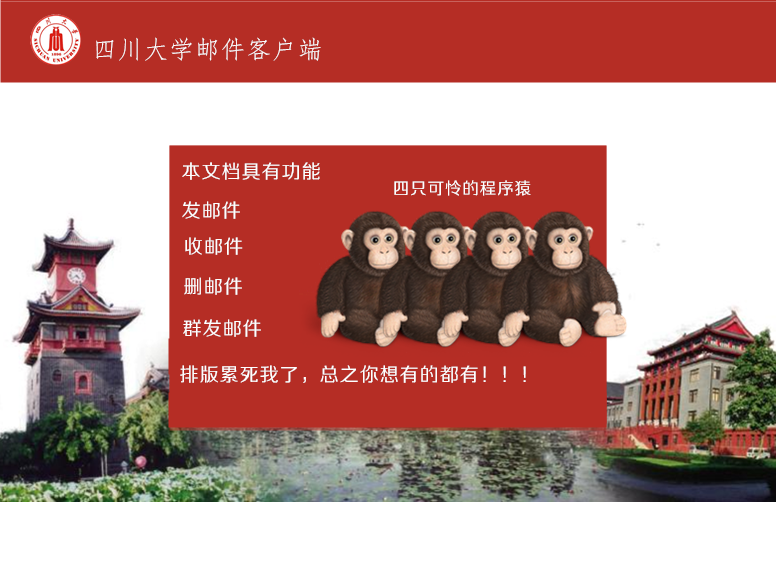 四川大学邮件客户端
本文档具有功能
四只可怜的程序猿
发邮件
收邮件
删邮件
群发邮件
排版累死我了，总之你想有的都有！！！